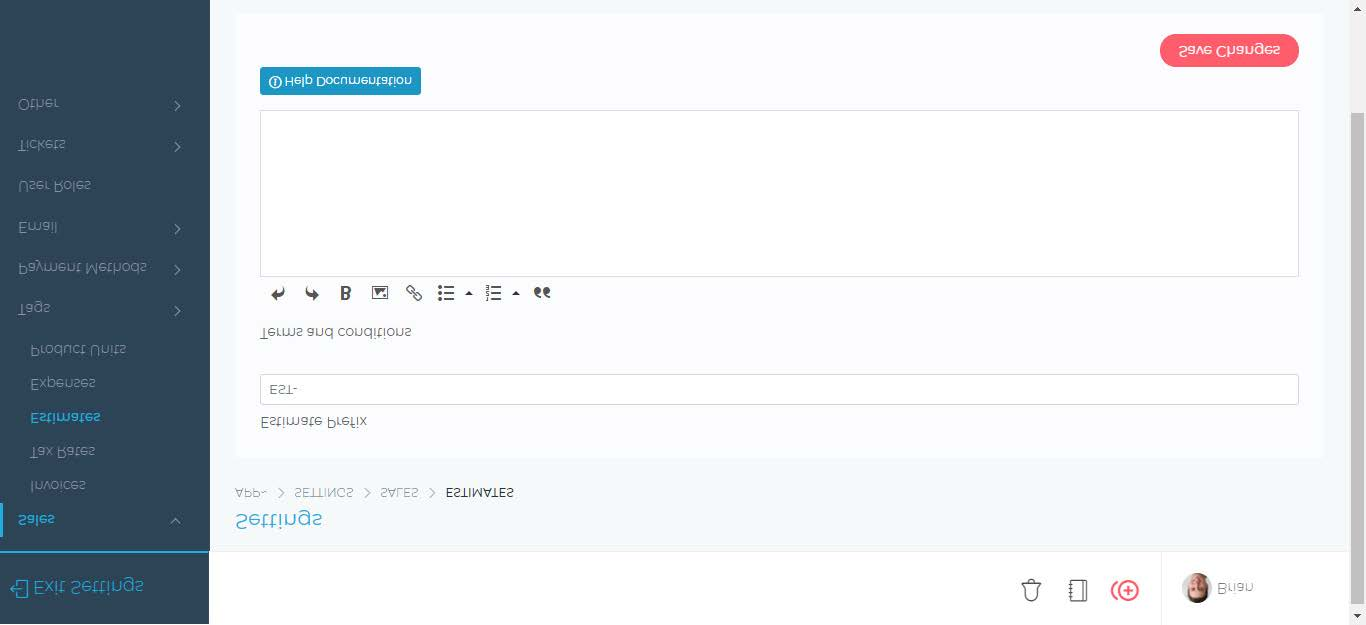 Exit Settings
Brian
Sales
Invoices
Tax Rates
Estimates
Expenses
Product Units
Tags
Payment Methods
Email
User Roles
Tickets
Other
Settings
APP~ > SETTINGS > SALES > ESTIMATES
Estimate Prefix
EST-
Terms and conditions
Help Documentation
Save Changes